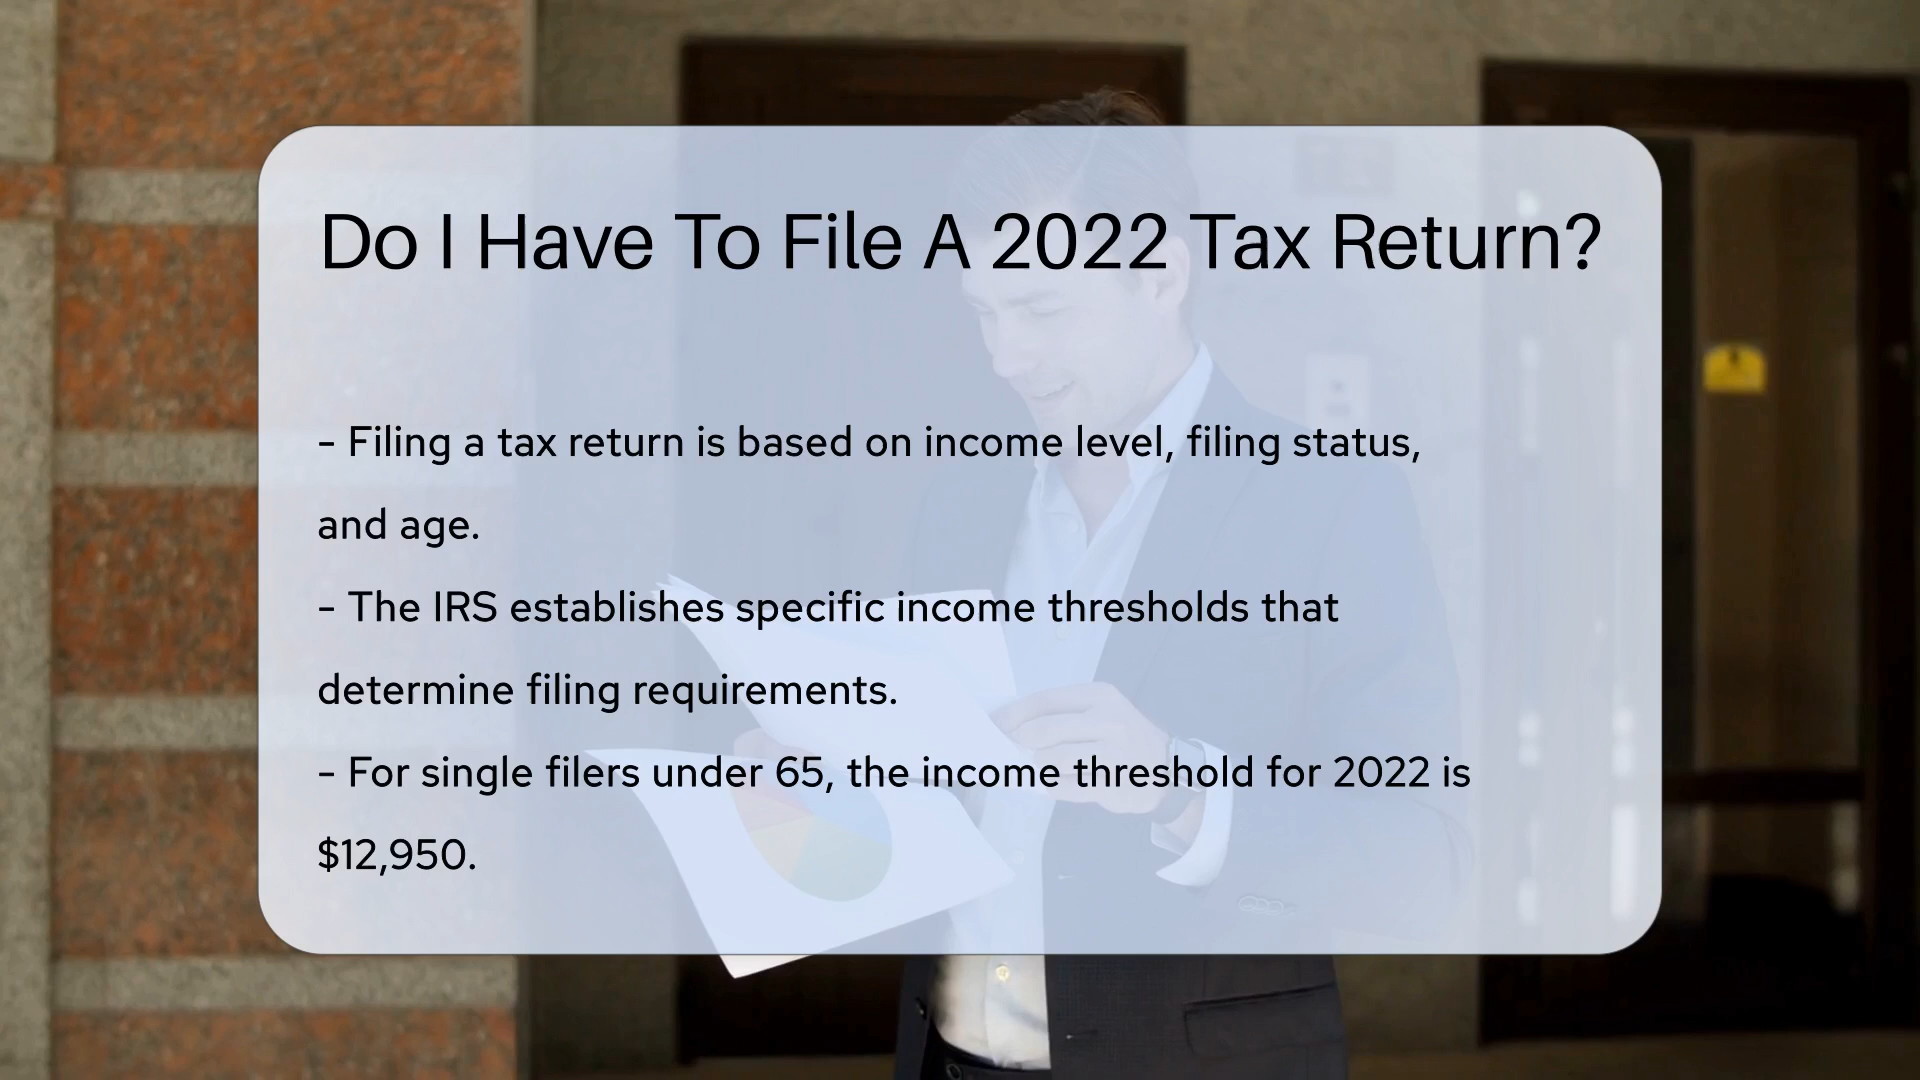 Do I Have To File A 2022 Tax Return?
- Filing a tax return is based on income level, filing status,
and age.
- The IRS establishes specific income thresholds that
determine filing requirements.
- For single filers under 65, the income threshold for 2022 is
$12,950.